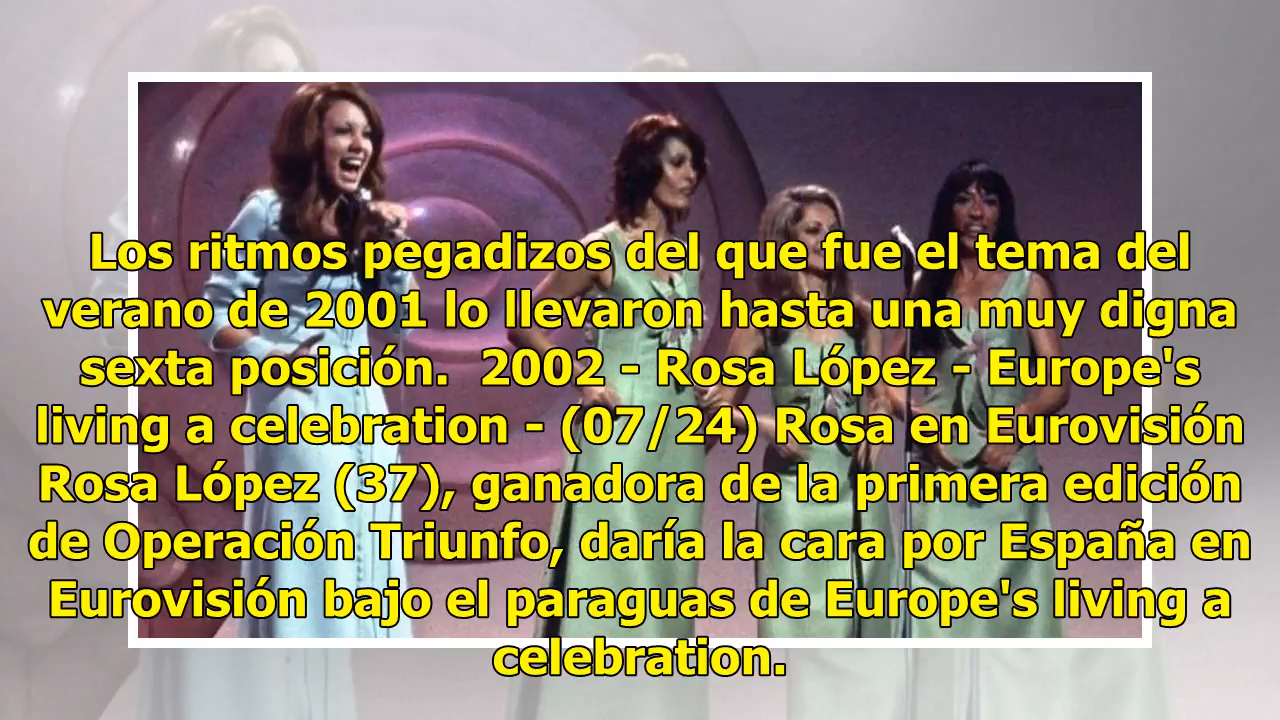 Los ritmos pegadizos del que fue el tema del
verano de 2001 lo llevaron hasta una muy digna
sexta posición.  2002 - Rosa López - Europe's
living a celebration - (07/24) Rosa en Eurovisión
Rosa López (37), ganadora de la primera edición
de Operación Triunfo, daría la cara por España en
Eurovisión bajo el paraguas de Europe's living a
celebration.